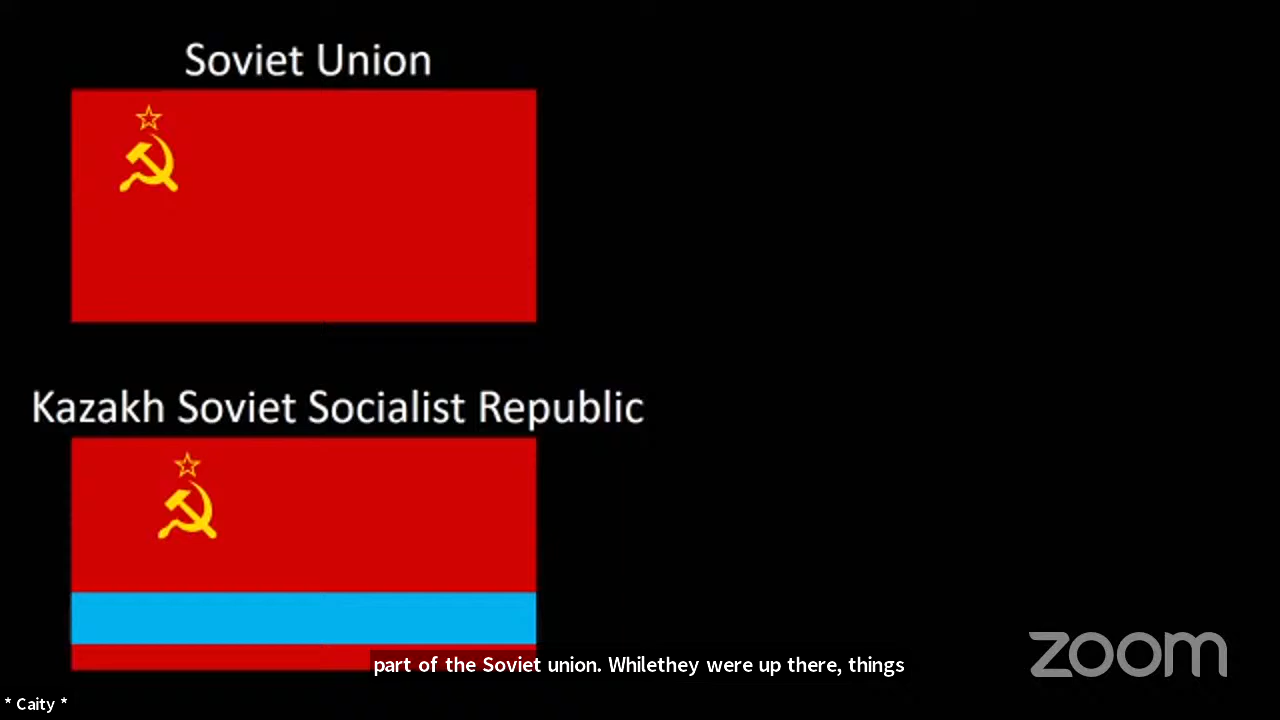 Soviet Union
Kazakh Soviet Socialist Republic
part of the Soviet union. Whilethey were up there, things
zoom
* Caity *